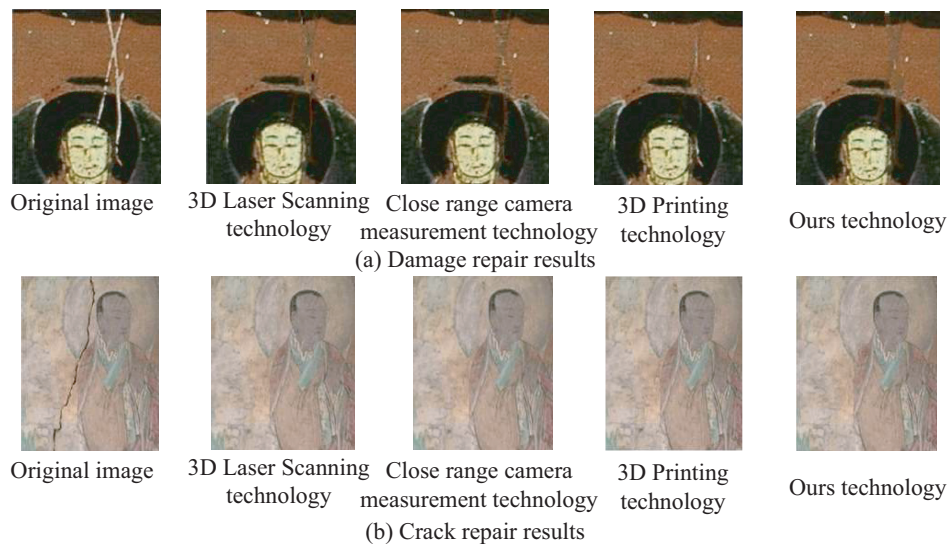 Original image
3D Laser Scanning
technology
Close range camera
measurement technology
3D Printing
technology
Ours technology
(a) Damage repair results
Original image
3D Laser Scanning
technology
Close range camera
measurement technology
3D Printing
technology
Ours technology
(b) Crack repair results